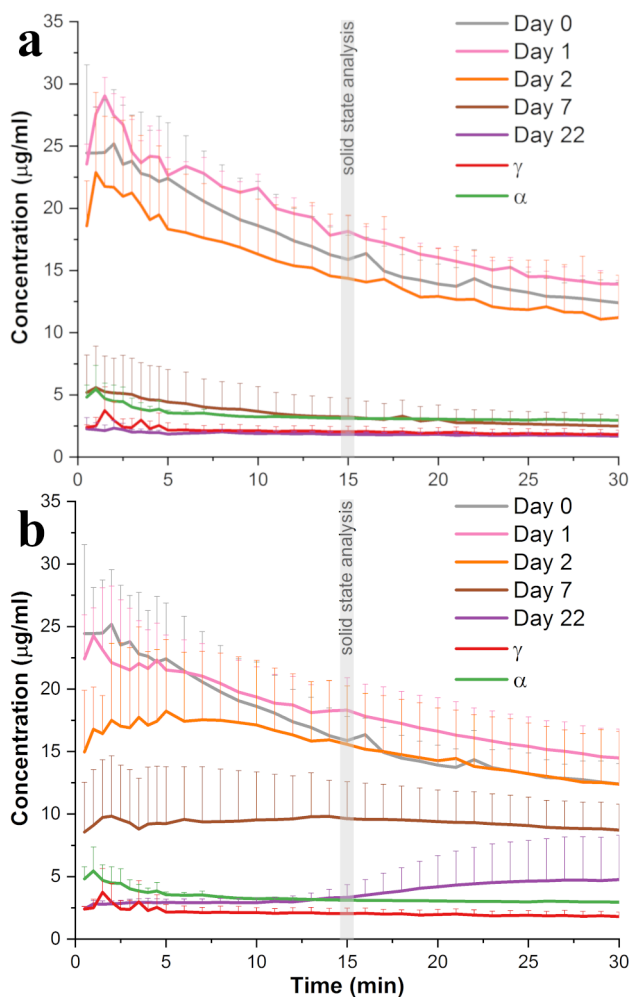 a
35
30
25
20
15
10
5
0
Concentration (µg/ml)
solid state analysis
Day 0
Day 1
Day 2
Day 7
Day 22
γ
α
0 5 10 15 20 25 30
b
35
30
25
20
15
10
5
0
Concentration (µg/ml)
solid state analysis
Day 0
Day 1
Day 2
Day 7
Day 22
γ
α
0 5 10 15 20 25 30
Time (min)